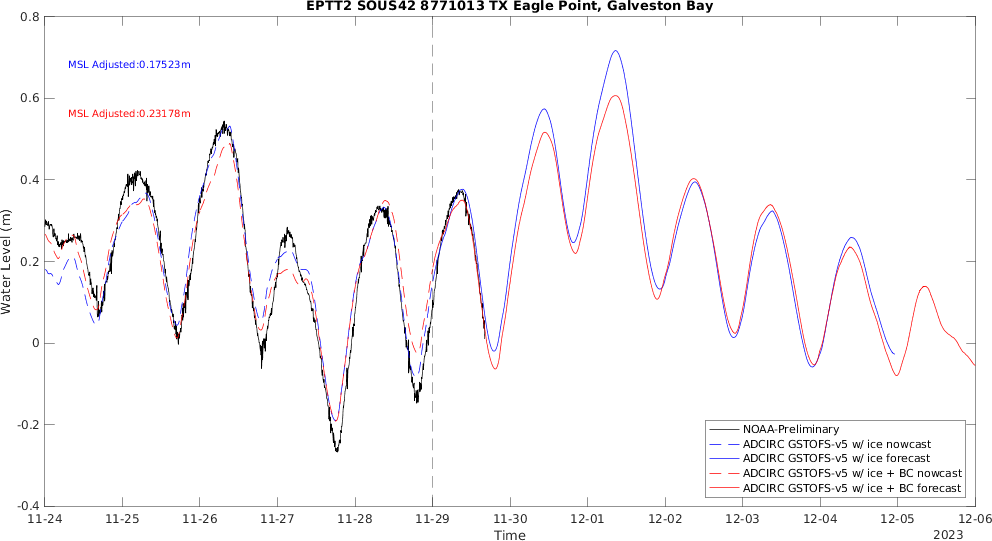 EPTT2 SOUS42 8771013 TX Eagle Point, Galveston Bay
MSL Adjusted:0.17523m
MSL Adjusted:0.23178m
Water Level (m)
0.8
0.6
0.4
0.2
0
-0.2
-0.4
NOAA-Preliminary
ADCIRC GSTOFS-v5 w/ ice nowcast
ADCIRC GSTOFS-v5 w/ ice forecast
ADCIRC GSTOFS-v5 w/ ice + BC nowcast
ADCIRC GSTOFS-v5 w/ ice + BC forecast
11-24 11-25 11-26 11-27 11-28 11-29 11-30 12-01 12-02 12-03 12-04 12-05 12-06
Time
2023